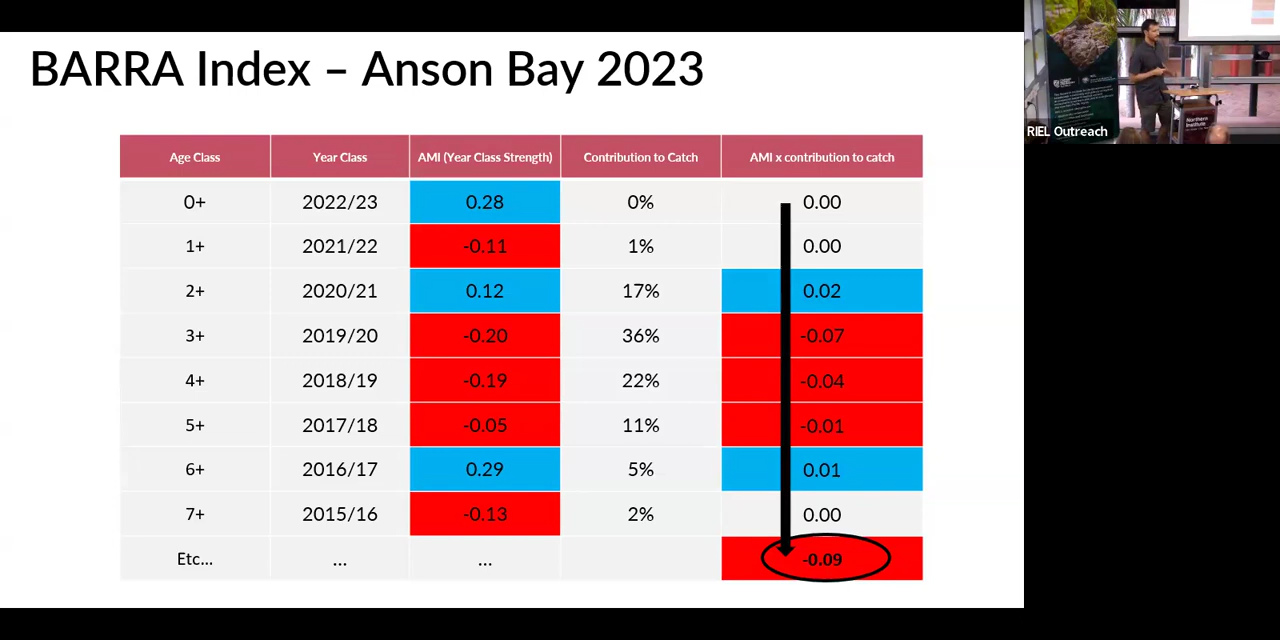 BARRA Index – Anson Bay 2023
Age Class Year Class AMI (Year Class Strength) Contribution to Catch AMI x contribution to catch
0+ 2022/23 0.28 0% 0.00
1+ 2021/22 -0.11 1% 0.00
2+ 2020/21 0.12 17% 0.02
3+ 2019/20 -0.20 36% -0.07
4+ 2018/19 -0.19 22% -0.04
5+ 2017/18 -0.05 11% -0.01
6+ 2016/17 0.29 5% 0.01
7+ 2015/16 -0.13 2% 0.00
Etc... ... ... -0.09
RIEL Outreach
Northern
Institute